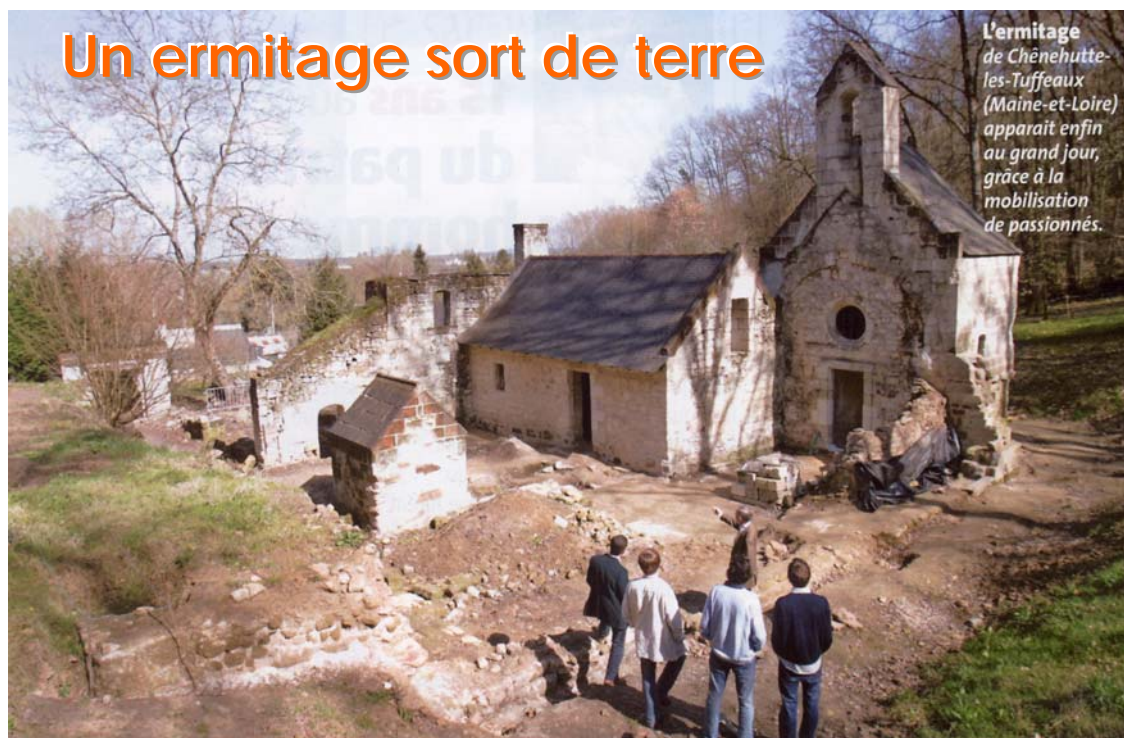 Un ermitage sort de terre
L'ermitage
de Chênehutte-
les-Tuffeaux
(Maine-et-Loire)
apparait enfin
au grand jour,
grâce à la
mobilisation
de passionnés.